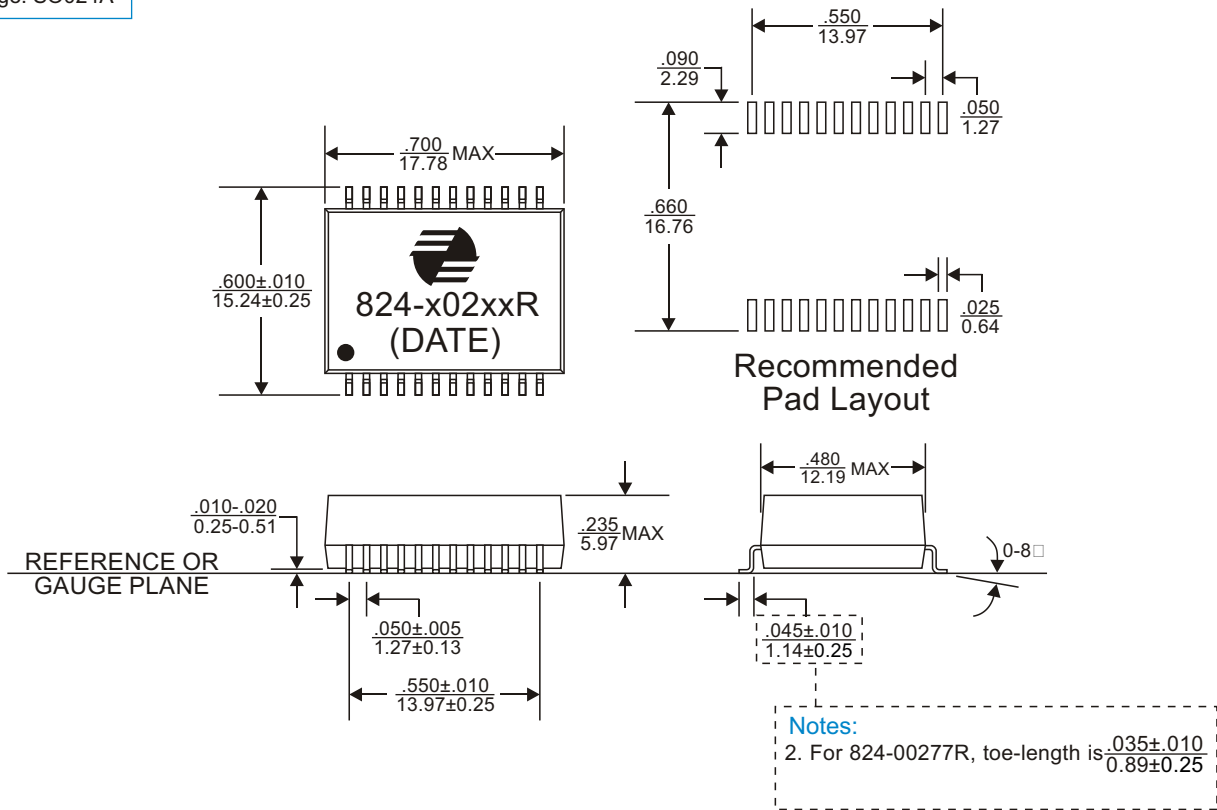 SO024A
.550
13.97
.090
2.29
.050
1.27
.700
17.78 MAX
.660
16.76
.600±.010
15.24±0.25
824-x02xxR
(DATE)
.025
0.64
Recommended
Pad Layout
.480
12.19 MAX
.010-.020
0.25-0.51
.235
5.97 MAX
REFERENCE OR
GAUGE PLANE
0-8□
.050±.005
1.27±0.13
.045±.010
1.14±0.25
.550±.010
13.97±0.25
Notes:
2. For 824-00277R, toe-length is .035±.010
0.89±0.25